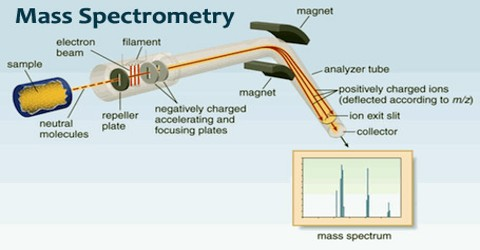 Mass Spectrometry
magnet
electron
beam
filament
sample
analyzer tube
positively charged ions
(deflected according to m/z)
magnet
neutral
molecules
repeller
plate
negatively charged
accelerating and
focusing plates
ion exit slit
collector
mass spectrum